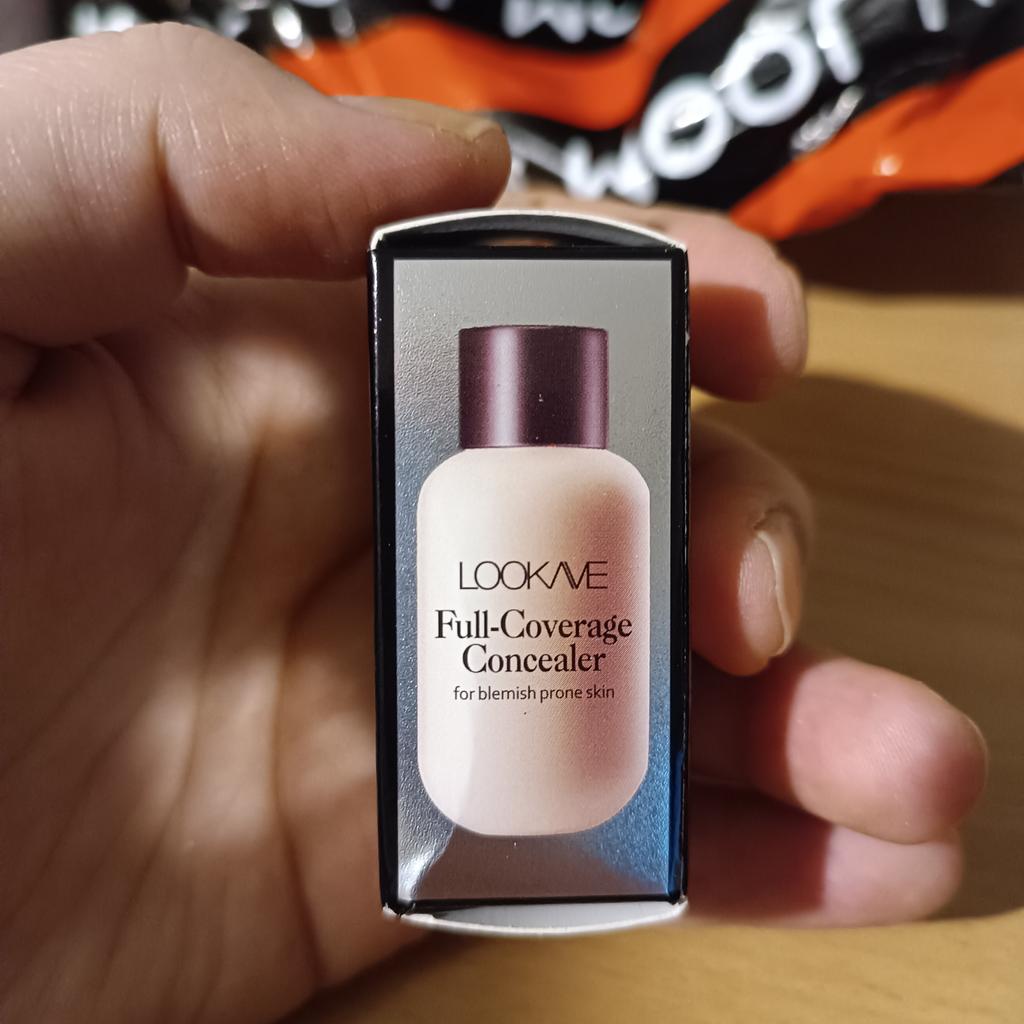 LOOKAVE
Full-Coverage
Concealer
for blemish prone skin